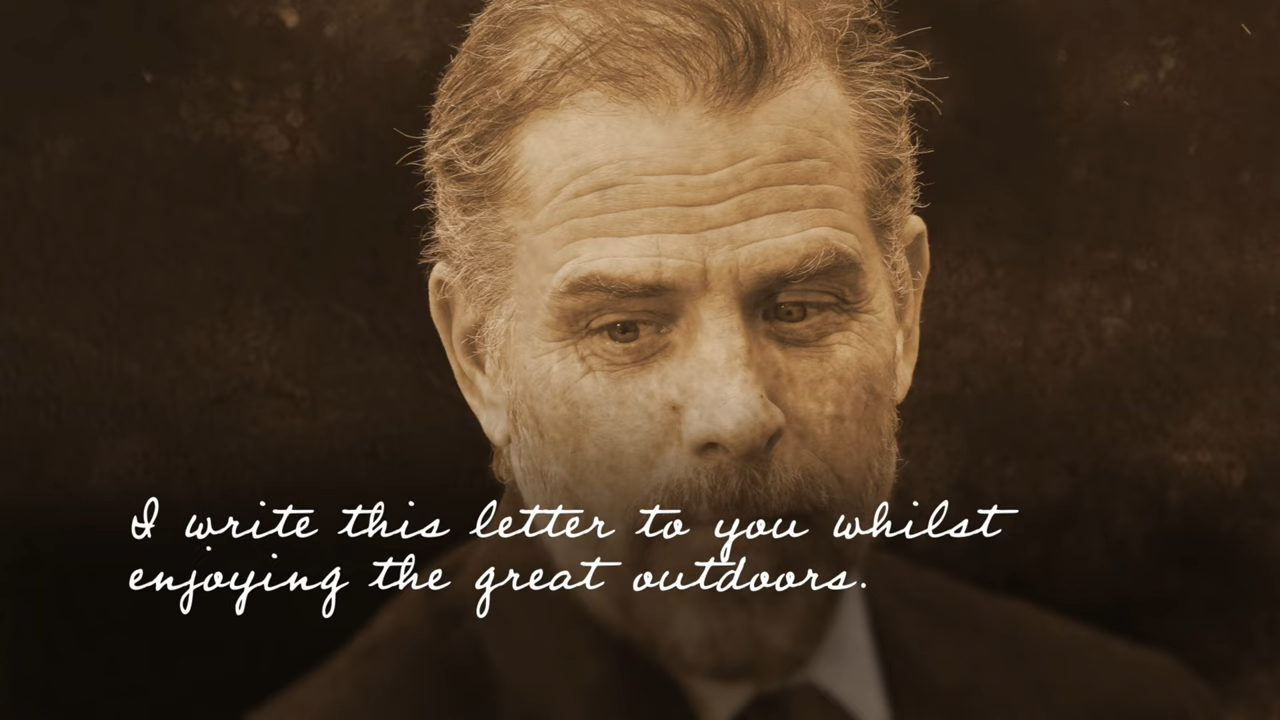 I write this letter to you whilst
enjoying the great outdoors.